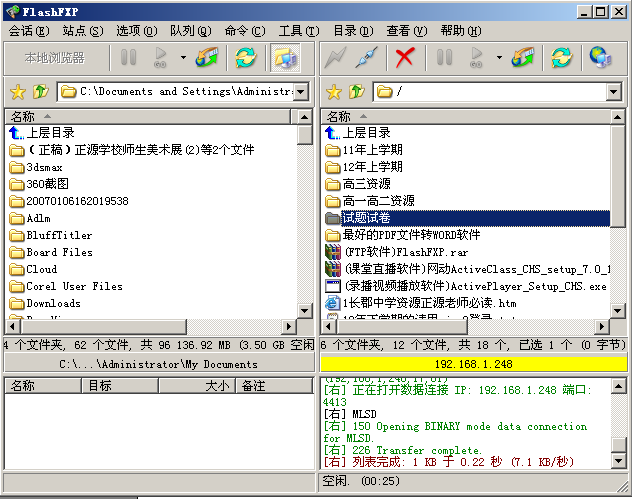 FlashFXP
会话(E) 站点(S) 选项(O) 队列(Q) 命令(C) 工具(T) 目录(D) 查看(V) 帮助(H)
本地浏览器
GO
GO
C:\Documents and Settings\Administr
/
名称
上层目录
(正稿)正源学校师生美术展(2)等2个文件
3dsmax
360截图
20070106162019538
Adlm
BluffTitler
Board Files
Cloud
Corel User Files
Downloads
名称
上层目录
11年上学期
12年上学期
高三资源
高一高二资源
试题试卷
最好的PDF文件转WORD软件
(FTP软件)FlashFXP.rar
(课堂直播软件)网动ActiveClass_CHS_setup_7.0_1
(录播视频播放软件)ActivePlayer_Setup_CHS.exe
1长郡中学资源正源老师必读.htm
4 个文件夹, 62 个文件, 共 96 136.92 MB (3.50 GB 空闲
6 个文件夹, 12 个文件, 共 18 个, 已选 1 个 (0 字节)
C:\...\Administrator\My Documents
192.168.1.248
名称 目标 大小 备注
[右] 正在打开数据连接 IP: 192.168.1.248 端口:
4413
[右] MLSD
[右] 150 Opening BINARY mode data connection
for MLSD.
[右] 226 Transfer complete.
[右] 列表完成: 1 KB 于 0.22 秒 (7.1 KB/秒)
空闲. (00:25)